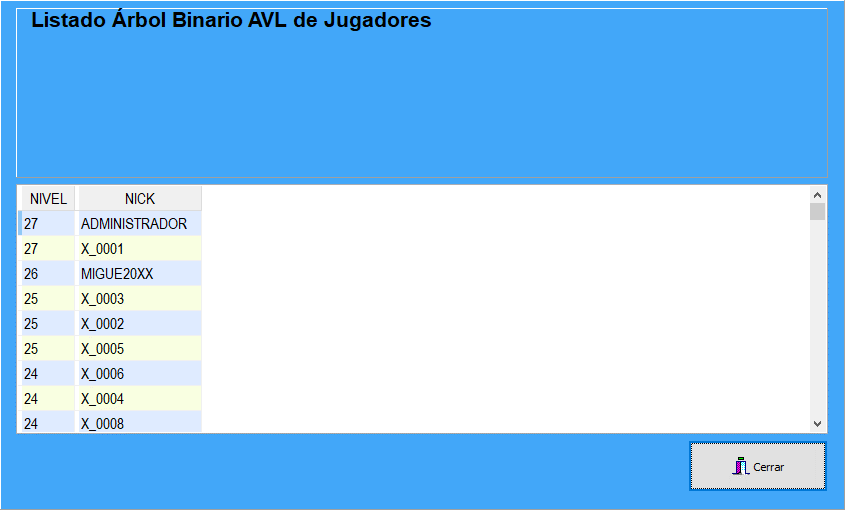 Listado Árbol Binario AVL de Jugadores
NIVEL NICK
27 ADMINISTRADOR
27 X_0001
26 MIGUE20XX
25 X_0003
25 X_0002
25 X_0005
24 X_0006
24 X_0004
24 X_0008
Cerrar